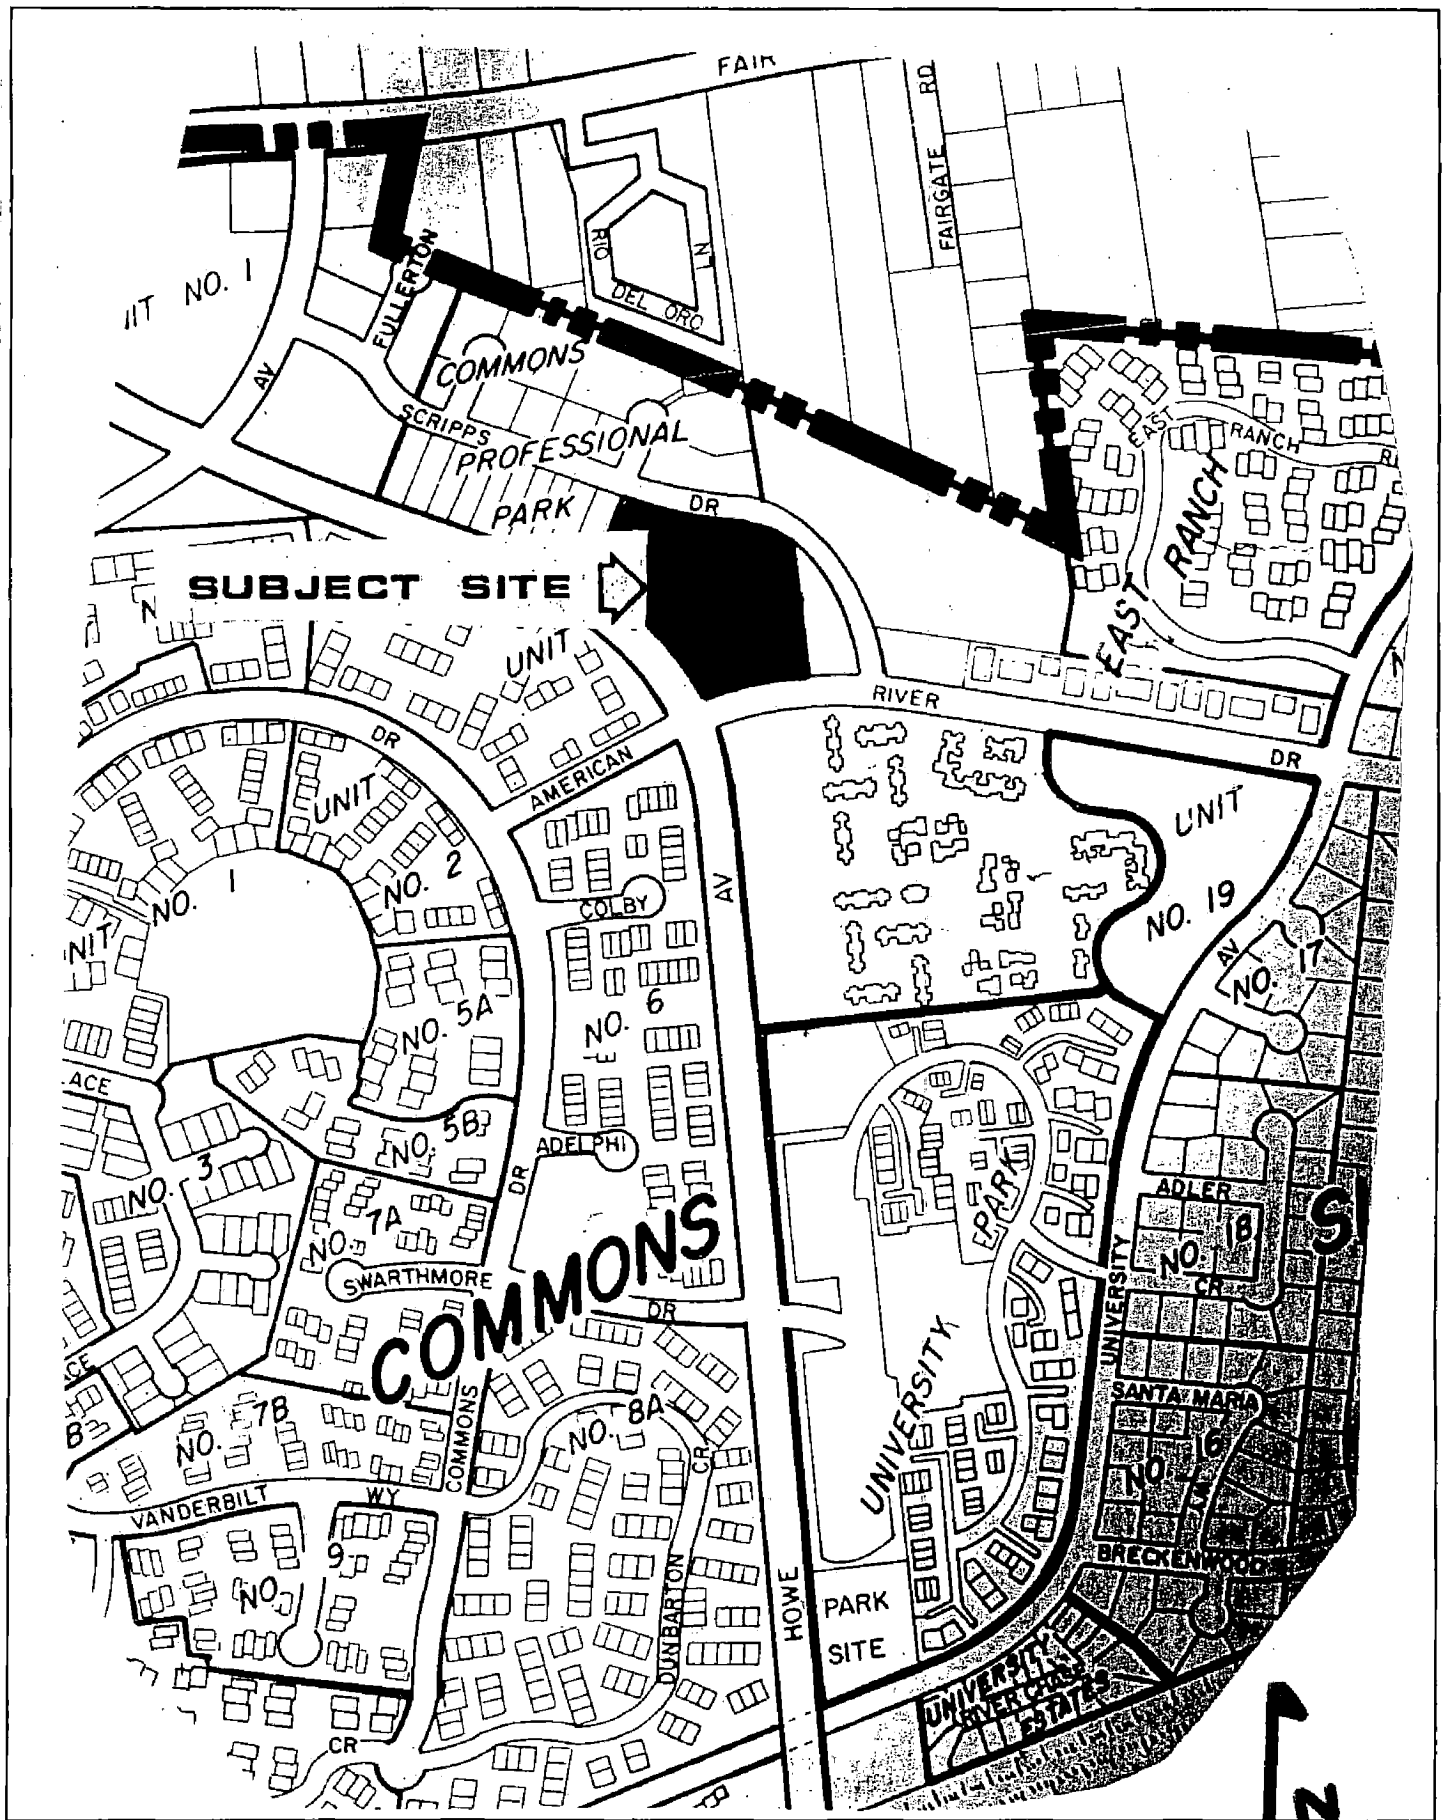 FAIR
FAIRGATE RD
IT NO. 1
FULLERTON
RIO
LN
DEL ORO
AV
COMMONS
SCRIPPS
PROFESSIONAL
DR
PARK
EAST
RANCH
EAST RANCH
SUBJECT SITE
UNIT
RIVER
DR
DR
AMERICAN
UNIT
NO. 2
UNIT
NO. 19
1
NO.
NIT
AV
COLBY
AV
NO. 17
NO. 5A
NO. 6
ACE
NO. 5B
ADELPHI
DR
NO. 3
PARK
ADLER
NO. 18
CR
S
NO. 7A
SWARTHMORE
COMMONS
DR
UNIVERSITY
UNIVERSITY
SANTA MARIA
NO. 16
WY
COMMONS
NO. 8A
CR
B
NO. 7B
VANDERBILT
WY
BRECKENWOOD
NO. 9
DUNBARTON
HOWE
PARK
SITE
UNIVERSITY
RIVER CHASE
ESTATES
CR
N